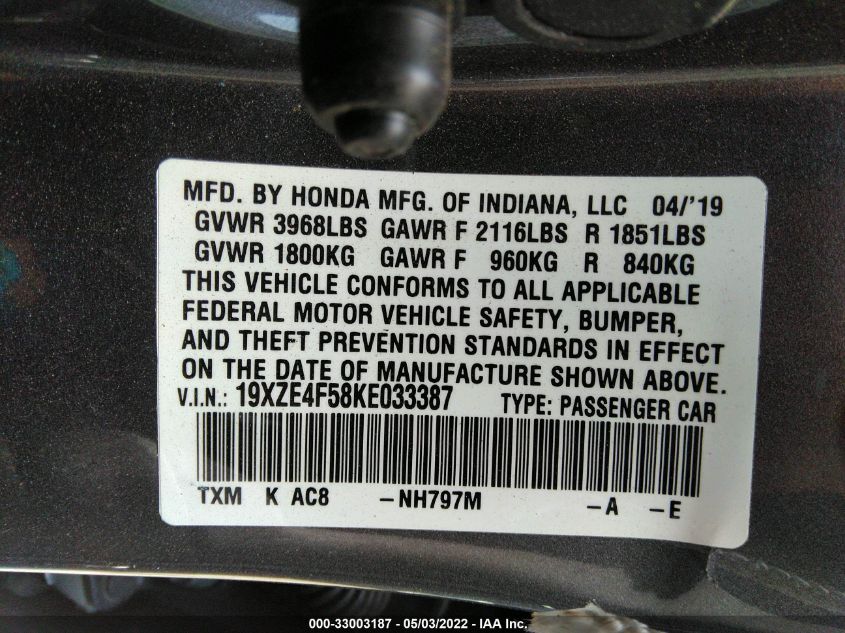 MFD. BY HONDA MFG. OF INDIANA, LLC 04/'19
GVWR 3968LBS GAWR F 2116LBS R 1851LBS
GVWR 1800KG GAWR F 960KG R 840KG
THIS VEHICLE CONFORMS TO ALL APPLICABLE
FEDERAL MOTOR VEHICLE SAFETY, BUMPER,
AND THEFT PREVENTION STANDARDS IN EFFECT
ON THE DATE OF MANUFACTURE SHOWN ABOVE.
V.I.N.: 19XZE4F58KE033387 TYPE: PASSENGER CAR
TXM K AC8 -NH797M -A -E
000-33003187 - 05/03/2022 - IAA Inc.